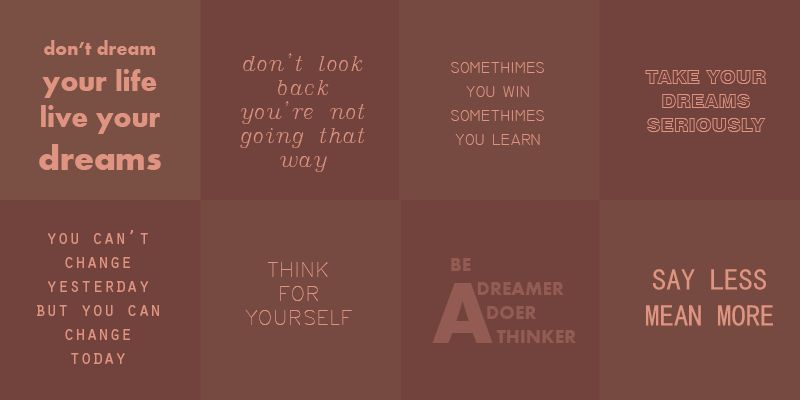 don't dream
your life
live your
dreams
don't look
back
you're not
going that
way
SOMETHIMES
YOU WIN
SOMETHIMES
YOU LEARN
TAKE YOUR
DREAMS
SERIOUSLY
YOU CAN'T
CHANGE
YESTERDAY
BUT YOU CAN
CHANGE
TODAY
THINK
FOR
YOURSELF
BE
A DREAMER
DOER
THINKER
SAY LESS
MEAN MORE